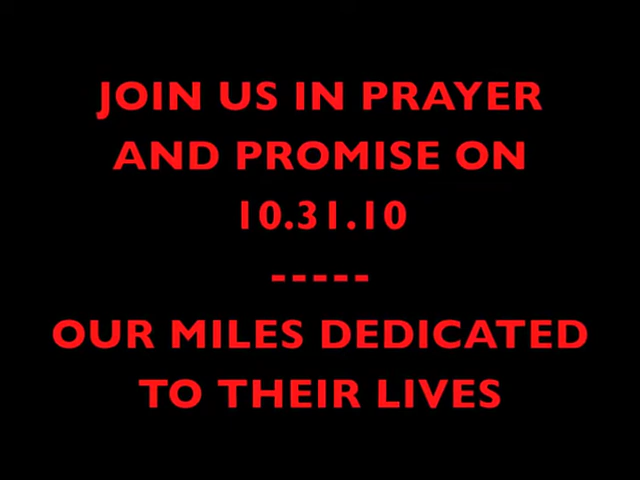 JOIN US IN PRAYER
AND PROMISE ON
10.31.10
-----
OUR MILES DEDICATED
TO THEIR LIVES